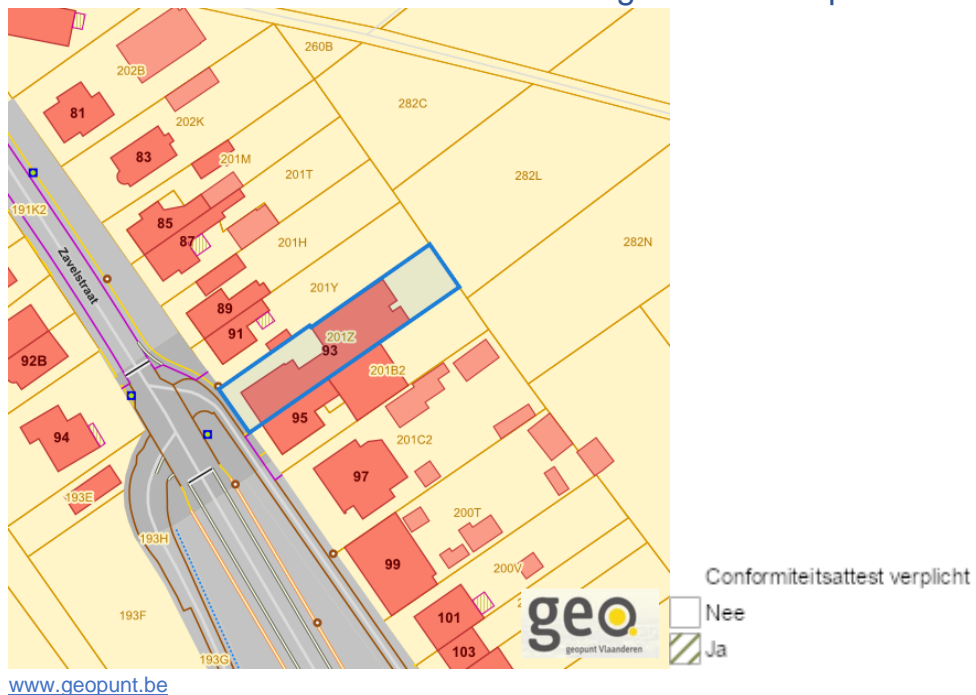 260B
202B
282C
81
202K
83
201M
201T
282L
191K2
85
87
201H
282N
Zavelstraat
201Y
89
91
201Z
93
92B
201B2
95
94
201C2
97
193E
200T
193H
99
200V
193F
101
103
193G
geo.
geopunt Vlaanderen
Conformiteitsattest verplicht
Nee
Ja
www.geopunt.be